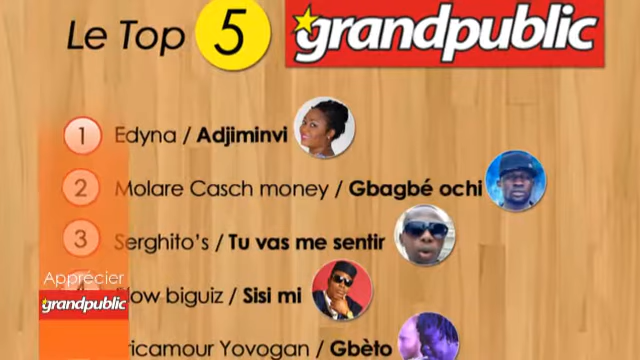 Le Top 5 grandpublic
1 Edyna / Adjiminvi
2 Molare Casch money / Gbagbé ochi
3 Serghito's / Tu vas me sentir
Apprécier
biguiz / Sisi mi
grandpublic
Yovogan / Gbèto